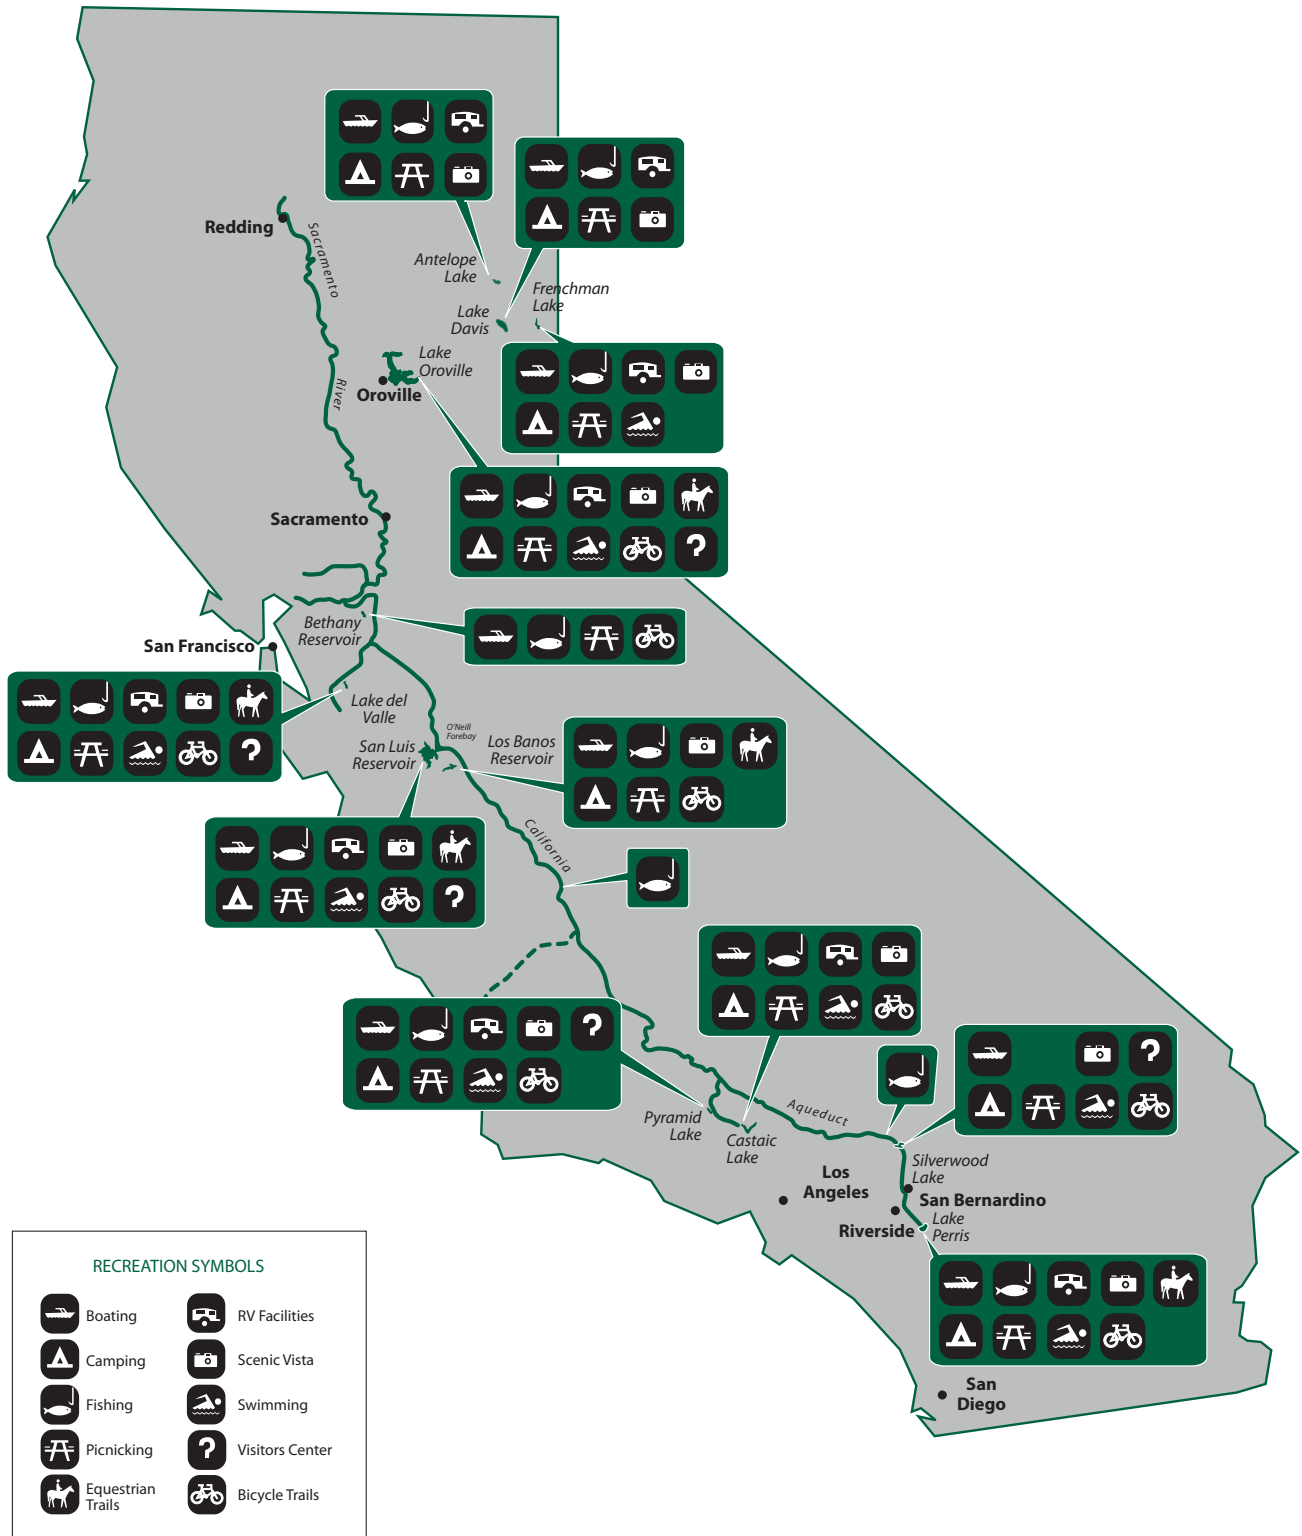 Redding
Sacramento
River
Antelope
Lake
Frenchman
Lake
Lake
Davis
Lake
Oroville
Oroville
Sacramento
Bethany
Reservoir
San Francisco
Lake del
Valle
O'Neill
Forebay
San Luis
Reservoir
Los Banos
Reservoir
California
Aqueduct
Pyramid
Lake
Castaic
Lake
Silverwood
Lake
Los
Angeles
San Bernardino
Riverside
Lake
Perris
San
Diego
RECREATION SYMBOLS
Boating
RV Facilities
Camping
Scenic Vista
Fishing
Swimming
Picnicking
Visitors Center
Equestrian
Trails
Bicycle Trails